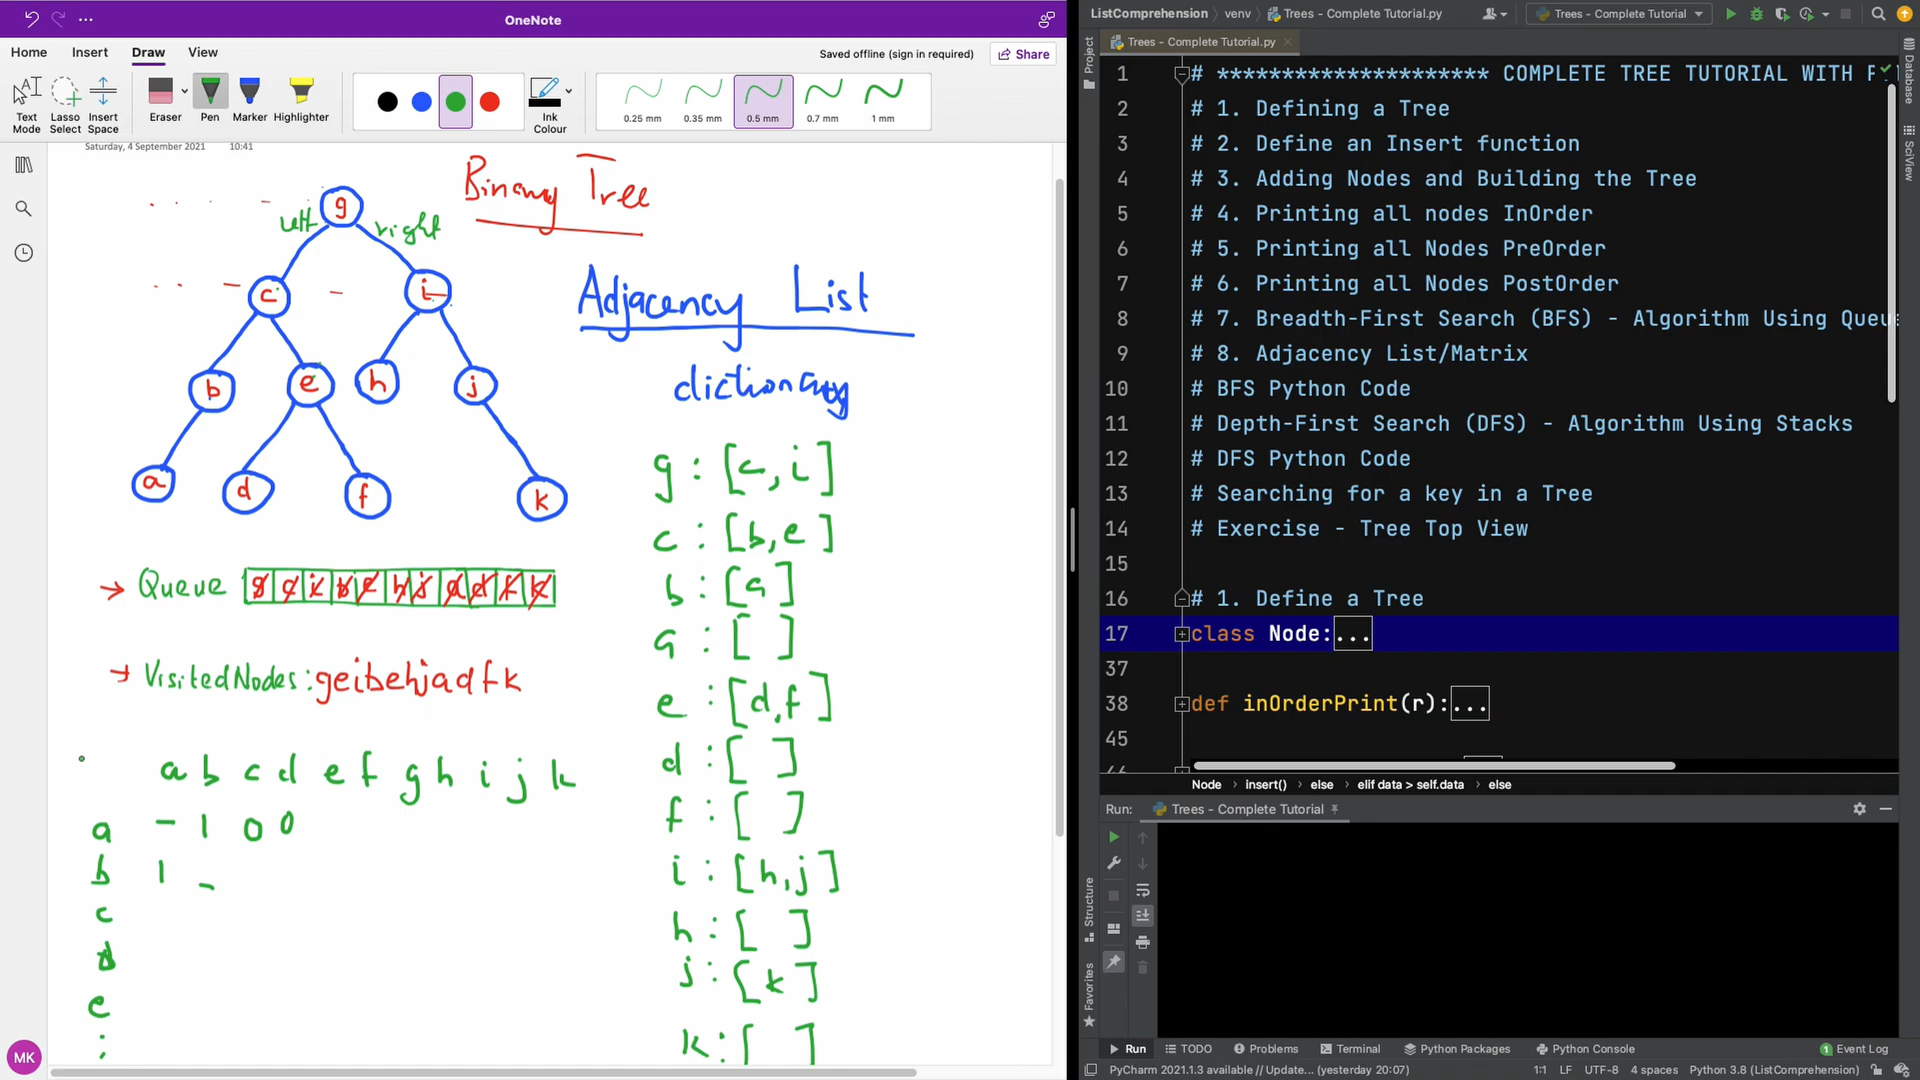 OneNote
Home Insert Draw View
Saved offline (sign in required) Share
Text Mode
Lasso Select
Insert Space
Eraser
Pen
Marker
Highlighter
Ink Colour
0.25 mm
0.35 mm
0.5 mm
0.7 mm
1 mm
Saturday, 4 September 2021 10:41
Binary Tree
g
left right
c i
b e h j
a d f k
Adjacency List
dictionary
g : [c, i]
c : [b, e]
b : [a]
a : [ ]
e : [d, f]
d : [ ]
f : [ ]
i : [h, j]
h : [ ]
j : [k]
k : [ ]
→ Queue g c i b e h j a d f k
→ Visited Nodes: gcibehjadfk
a b c d e f g h i j k
a - 1 0 0
b 1 -
c
d
e
:
MK
ListComprehension venv Trees - Complete Tutorial.py
Trees - Complete Tutorial
Trees - Complete Tutorial.py
Project
Structure
Favorites
Database
SciView
1 # ********************* COMPLETE TREE TUTORIAL WITH
2 # 1. Defining a Tree
3 # 2. Define an Insert function
4 # 3. Adding Nodes and Building the Tree
5 # 4. Printing all nodes InOrder
6 # 5. Printing all Nodes PreOrder
7 # 6. Printing all Nodes PostOrder
8 # 7. Breadth-First Search (BFS) - Algorithm Using Queu
9 # 8. Adjacency List/Matrix
10 # BFS Python Code
11 # Depth-First Search (DFS) - Algorithm Using Stacks
12 # DFS Python Code
13 # Searching for a key in a Tree
14 # Exercise - Tree Top View
15
16 # 1. Define a Tree
17 class Node:...
37
38 def inOrderPrint(r):...
45
Node insert() else elif data > self.data else
Run: Trees - Complete Tutorial
Run TODO Problems Terminal Python Packages Python Console 1 Event Log
PyCharm 2021.1.3 available // Update... (yesterday 20:07) 1:1 LF UTF-8 4 spaces Python 3.8 (ListComprehension)